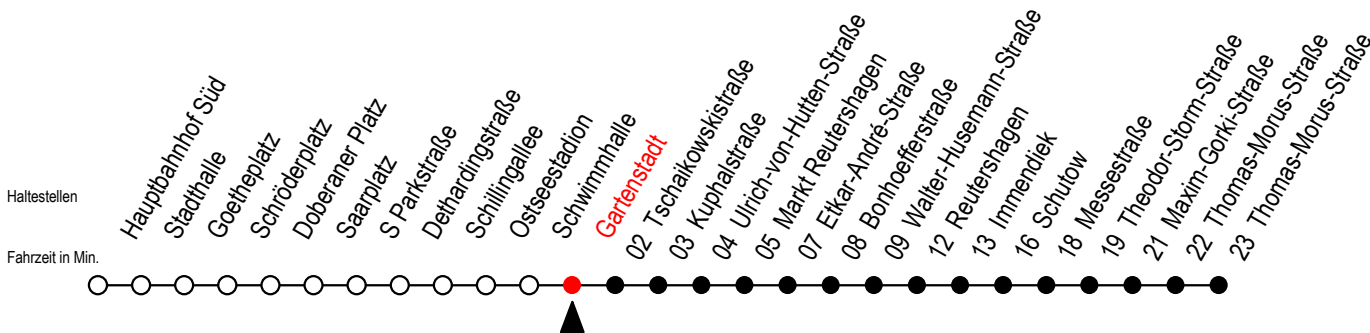 Haltestellen
Fahrzeit in Min.
Hauptbahnhof Süd
Stadthalle
Goetheplatz
Schröderplatz
Doberaner Platz
Saarplatz
S Parkstraße
Dethardingstraße
Schillingallee
Ostseestadion
Schwimmhalle
Gartenstadt
02 Tschaikowskistraße
03 Kuphalstraße
04 Ulrich-von-Hutten-Straße
05 Markt Reutershagen
07 Etkar-André-Straße
08 Bonhoefferstraße
09 Walter-Husemann-Straße
12 Reutershagen
13 Immendiek
16 Schutow
18 Messestraße
19 Theodor-Storm-Straße
21 Maxim-Gorki-Straße
22 Thomas-Morus-Straße
23 Thomas-Morus-Straße